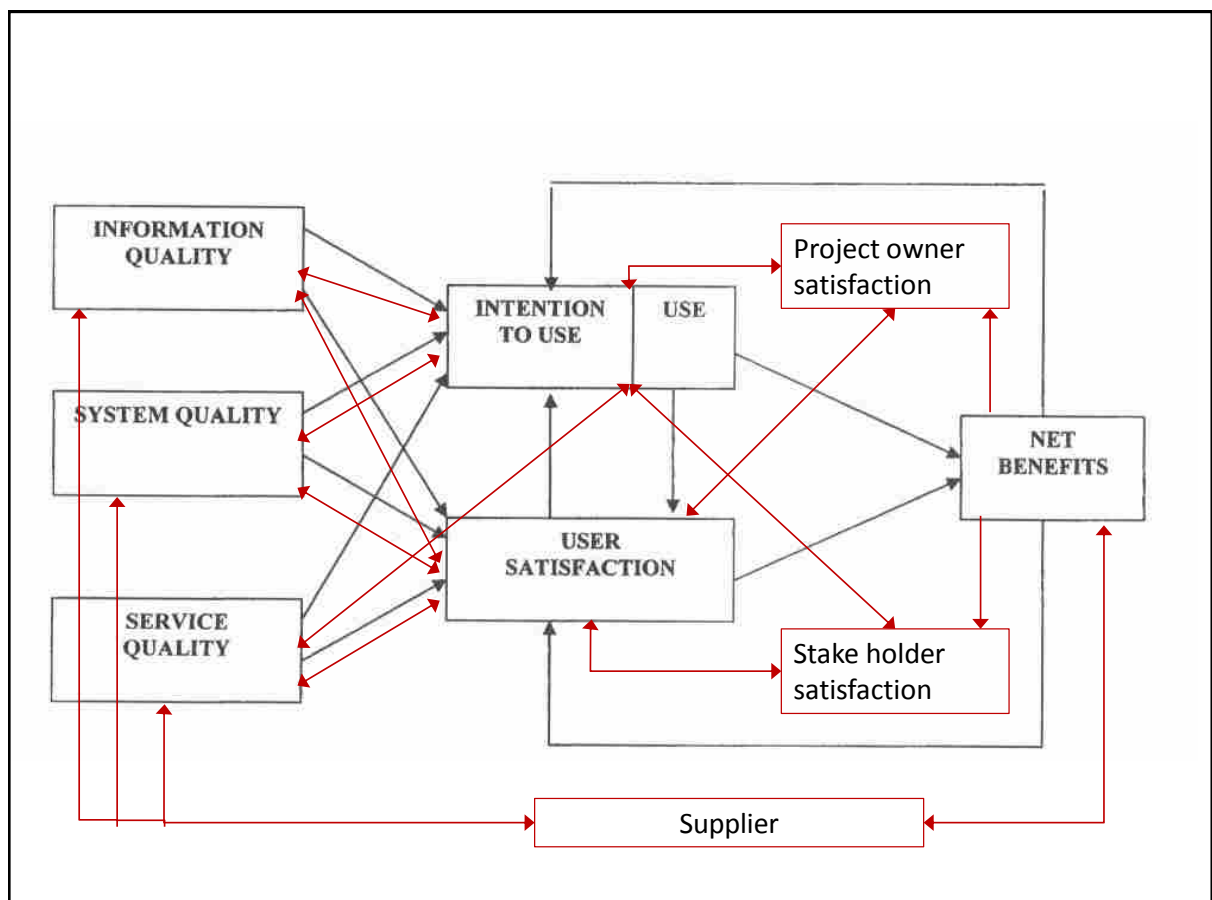 INFORMATION
QUALITY
SYSTEM QUALITY
SERVICE
QUALITY
INTENTION
TO USE
USE
USER
SATISFACTION
Project owner
satisfaction
NET
BENEFITS
Stake holder
satisfaction
Supplier